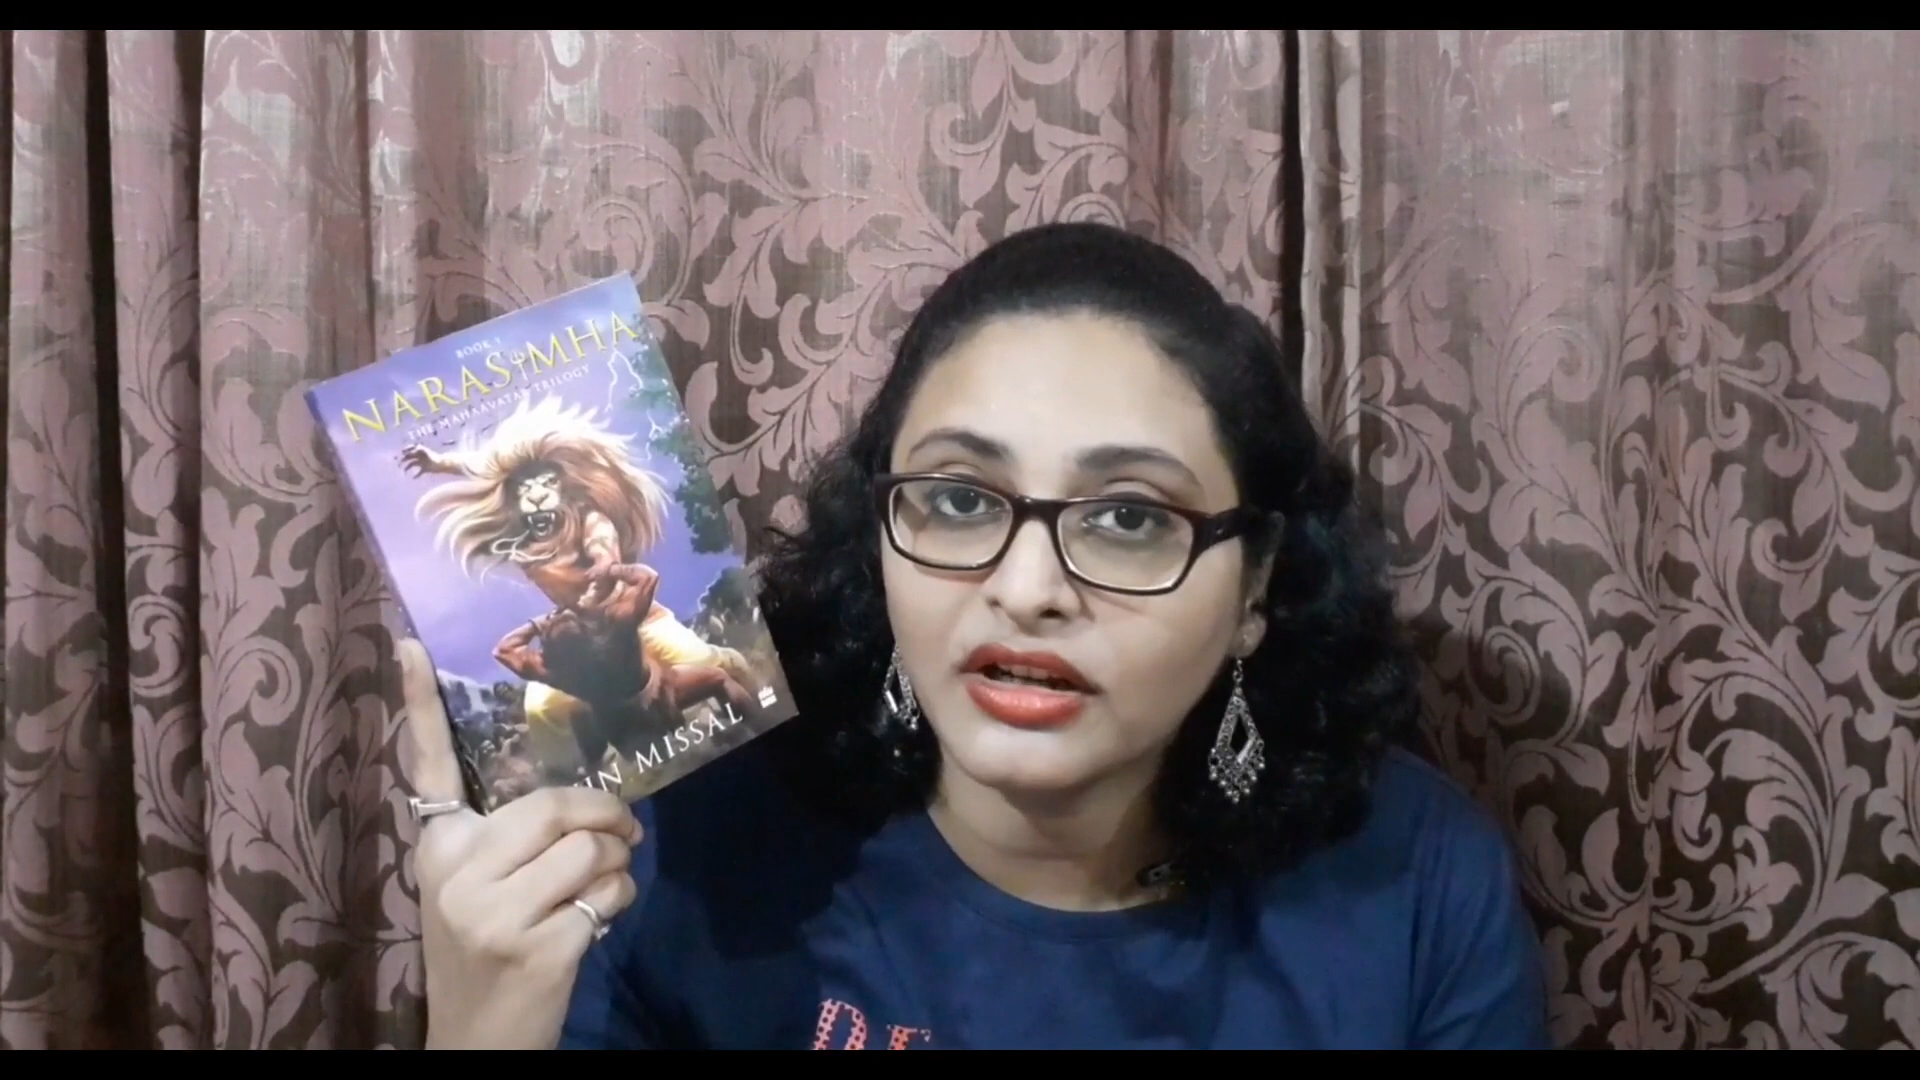 BOOK 1
NARASIMHA
THE MAHAAVATAR TRILOGY
MISSAL